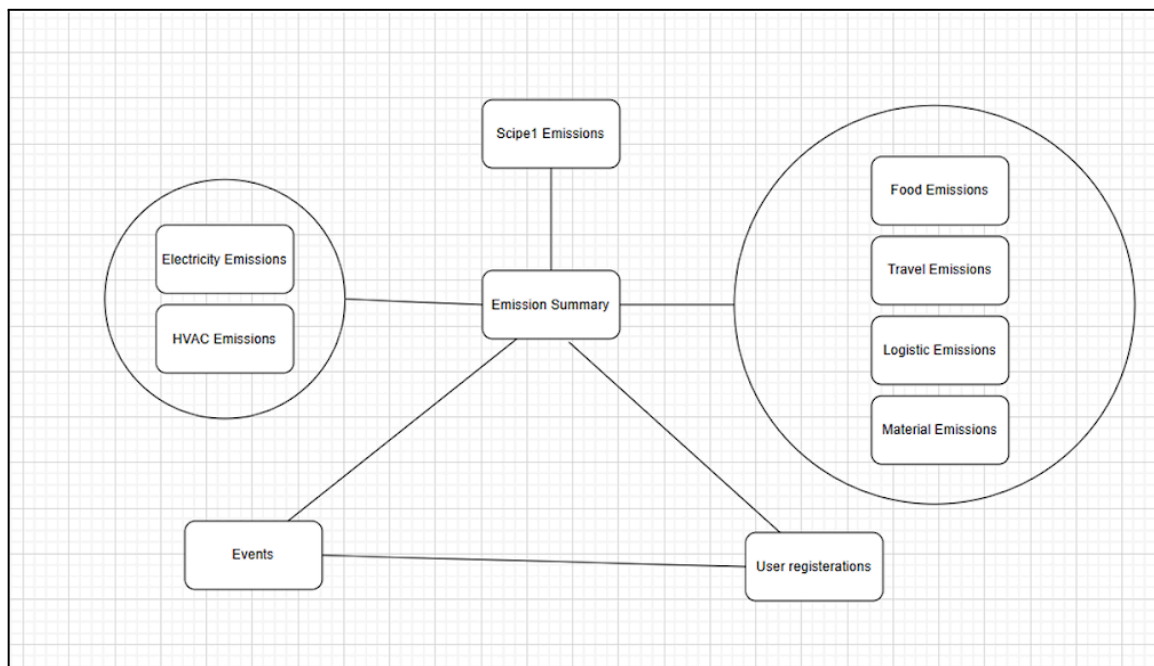 Scipe1 Emissions
Food Emissions
Electricity Emissions
Travel Emissions
Emission Summary
HVAC Emissions
Logistic Emissions
Material Emissions
Events
User registerations